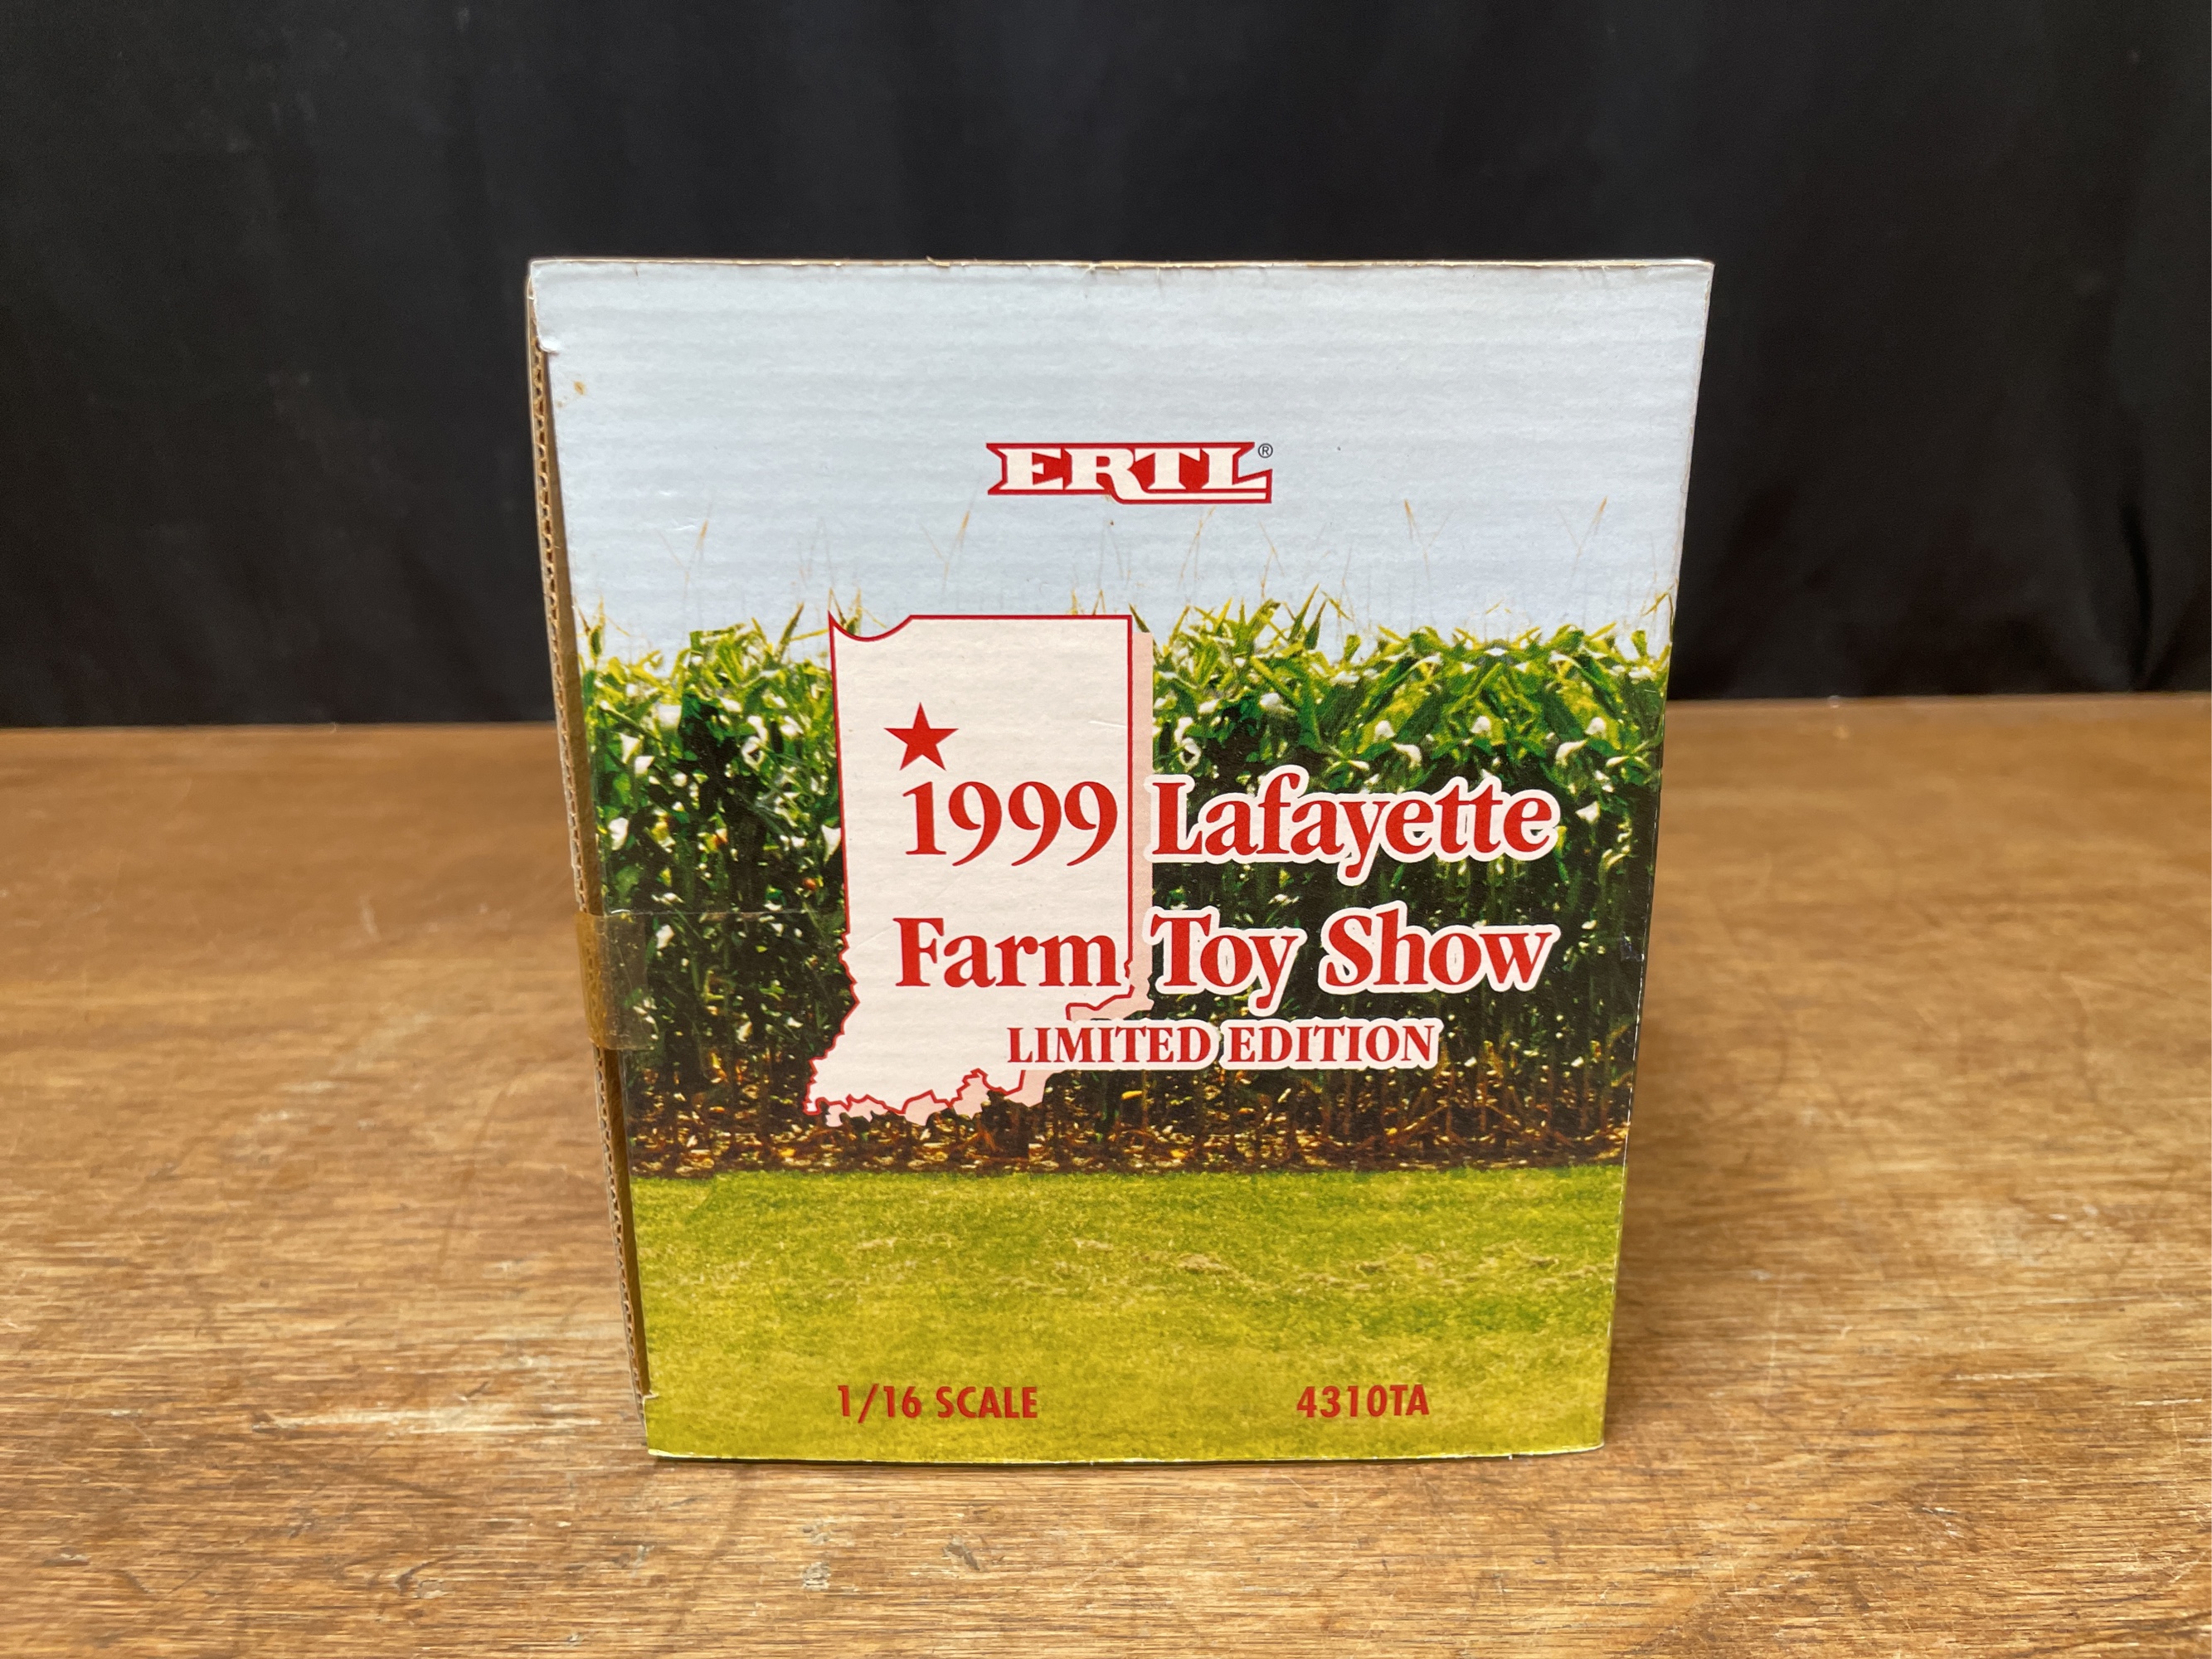 ERTL®
1999 Lafayette
Farm Toy Show
LIMITED EDITION
1/16 SCALE 4310TA